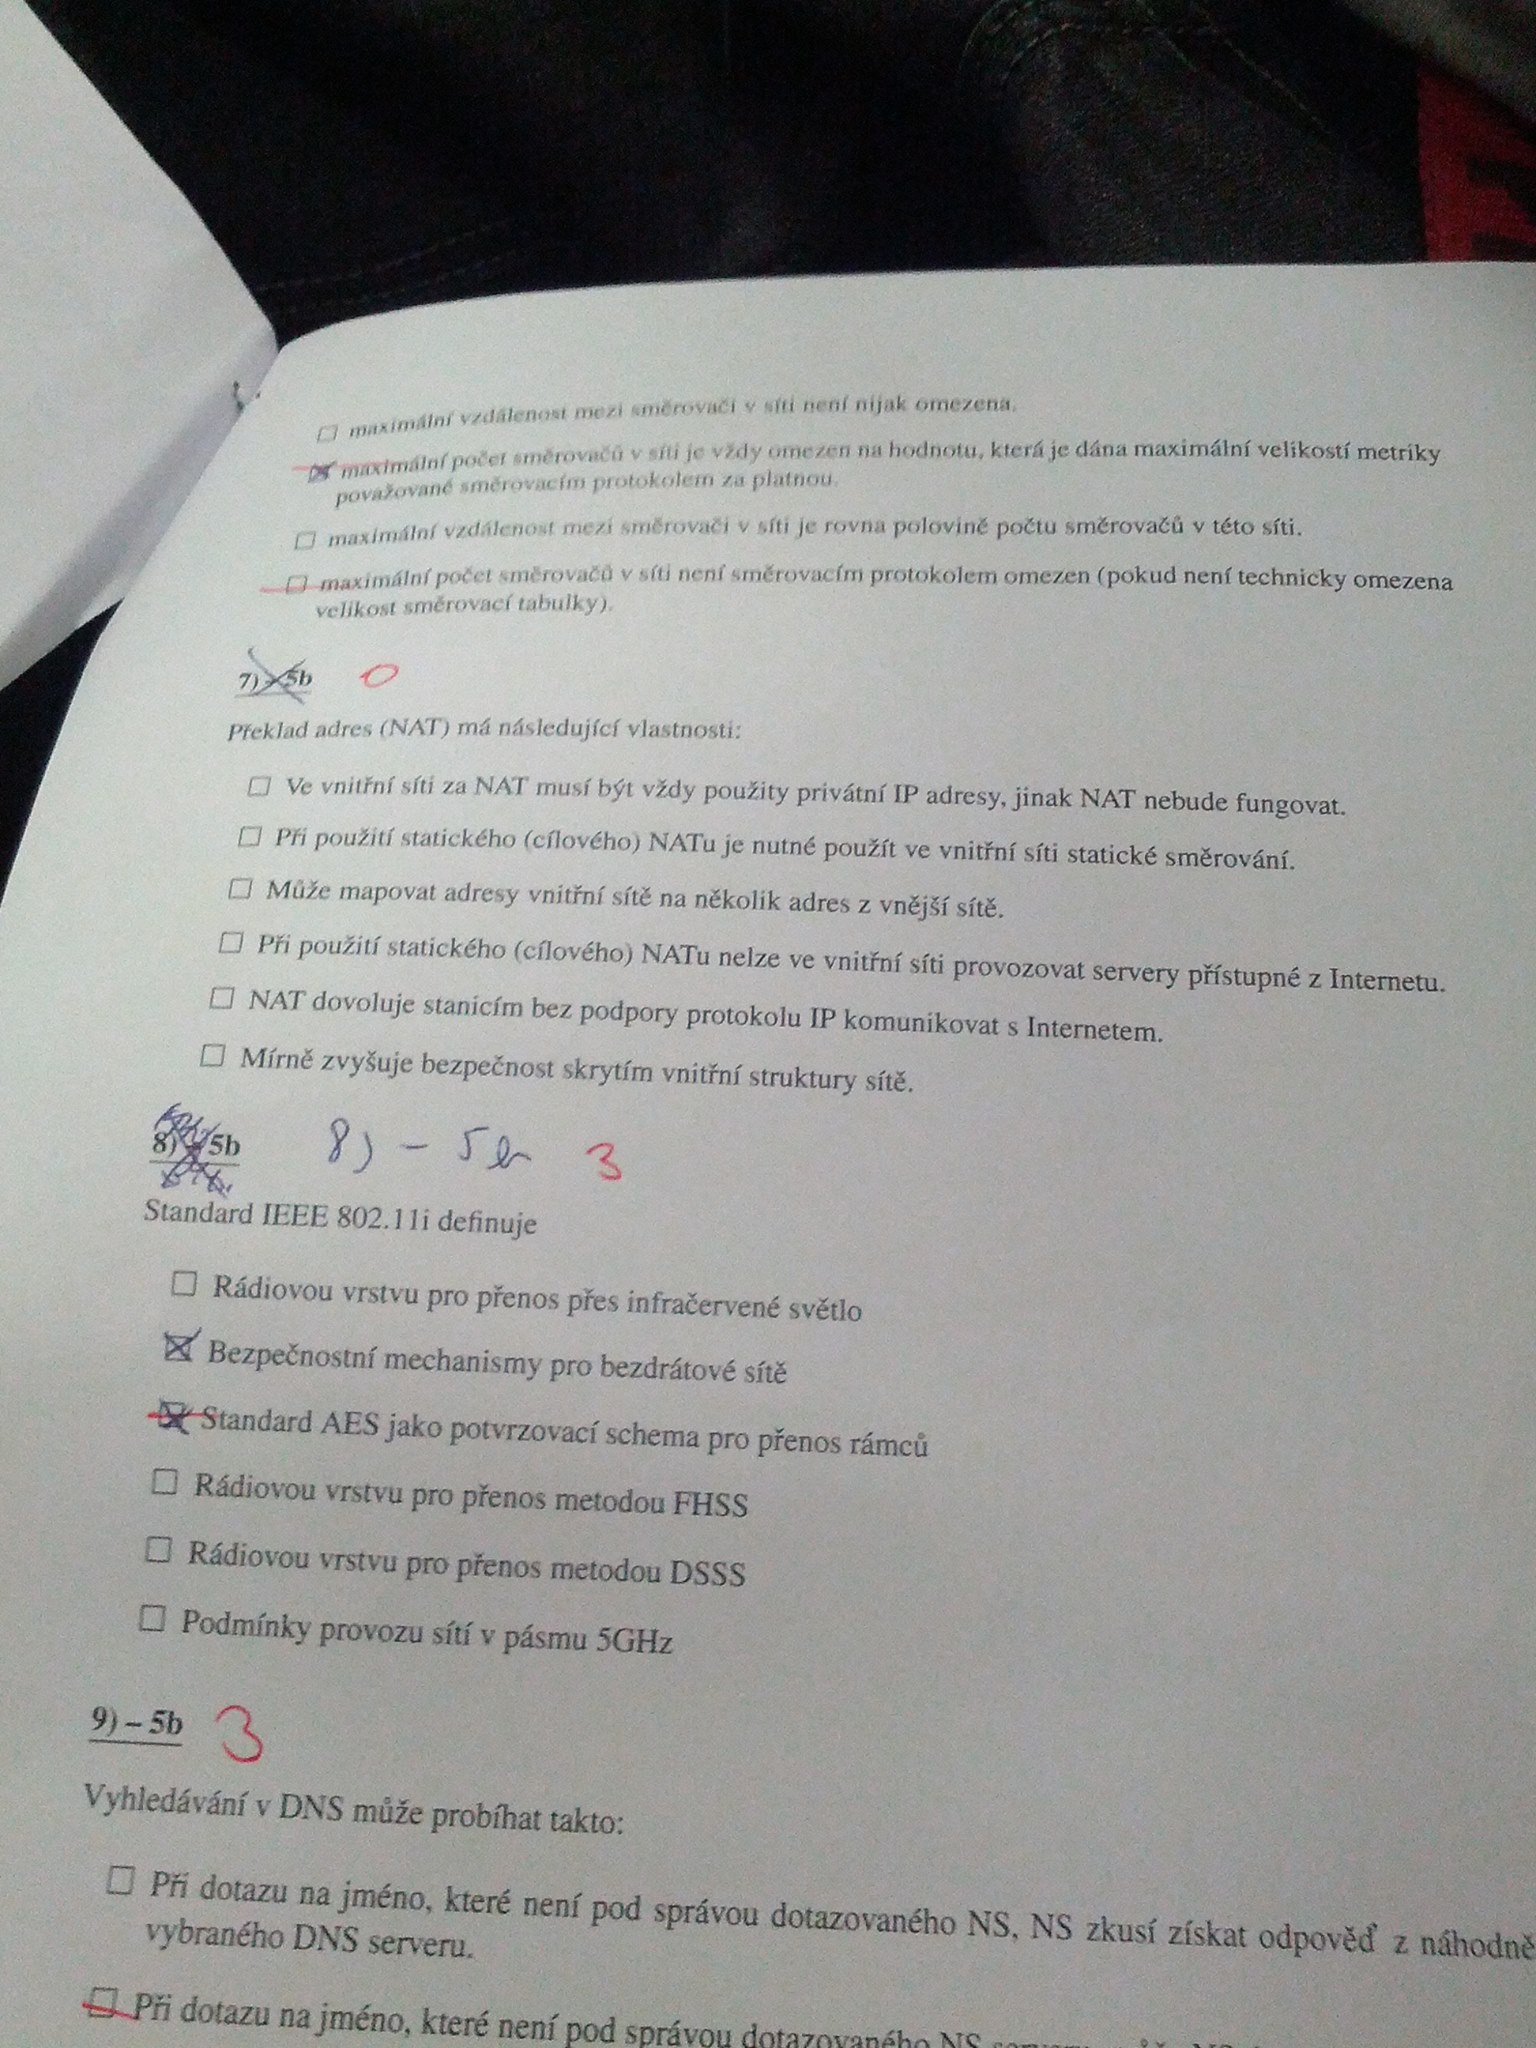 ☐ maximální vzdálenost mezi směrovači v síti není nijak omezena.
☒ maximální počet směrovačů v síti je vždy omezen na hodnotu, která je dána maximální velikostí metriky
považované směrovacím protokolem za platnou.
☐ maximální vzdálenost mezi směrovači v síti je rovna polovině počtu směrovačů v této síti.
☐ maximální počet směrovačů v síti není směrovacím protokolem omezen (pokud není technicky omezena
velikost směrovací tabulky).
7) – 5b 0
Překlad adres (NAT) má následující vlastnosti:
☐ Ve vnitřní síti za NAT musí být vždy použity privátní IP adresy, jinak NAT nebude fungovat.
☐ Při použití statického (cílového) NATu je nutné použít ve vnitřní síti statické směrování.
☐ Může mapovat adresy vnitřní sítě na několik adres z vnější sítě.
☐ Při použití statického (cílového) NATu nelze ve vnitřní síti provozovat servery přístupné z Internetu.
☐ NAT dovoluje stanicím bez podpory protokolu IP komunikovat s Internetem.
☐ Mírně zvyšuje bezpečnost skrytím vnitřní struktury sítě.
8) – 5b 8) – 5b 3
Standard IEEE 802.11i definuje
☐ Rádiovou vrstvu pro přenos přes infračervené světlo
☒ Bezpečnostní mechanismy pro bezdrátové sítě
☒ Standard AES jako potvrzovací schema pro přenos rámců
☐ Rádiovou vrstvu pro přenos metodou FHSS
☐ Rádiovou vrstvu pro přenos metodou DSSS
☐ Podmínky provozu sítí v pásmu 5GHz
9) – 5b 3
Vyhledávání v DNS může probíhat takto:
☐ Při dotazu na jméno, které není pod správou dotazovaného NS, NS zkusí získat odpověď z náhodně
vybraného DNS serveru.
☐ Při dotazu na jméno, které není pod správou dotazovaného NS